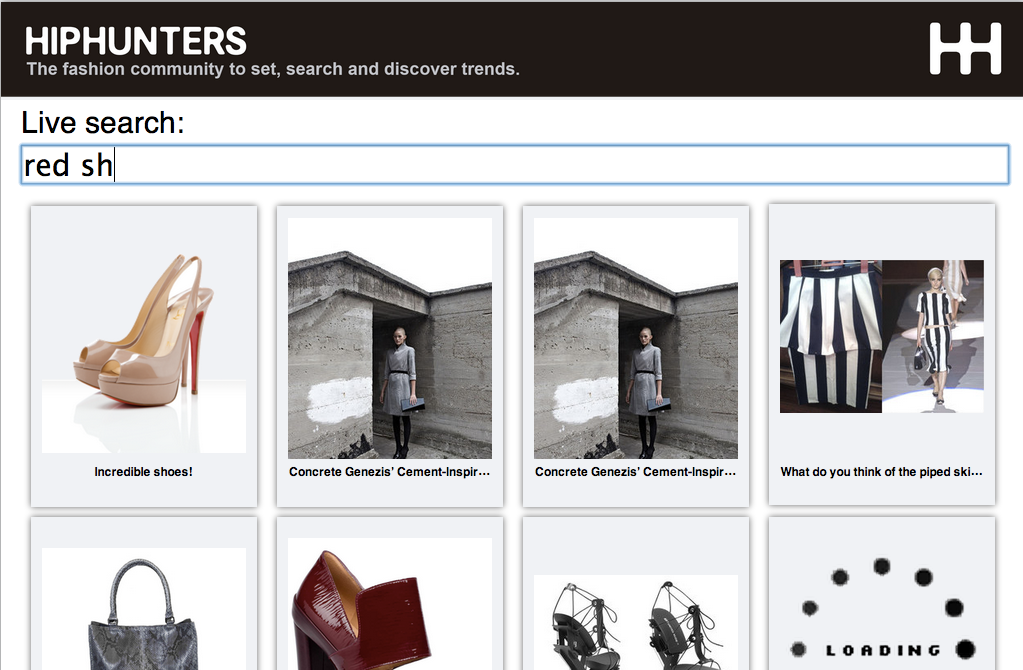 HIPHUNTERS
The fashion community to set, search and discover trends.
Live search:
red sh
Incredible shoes!
Concrete Genezis’ Cement-Inspir...
Concrete Genezis’ Cement-Inspir...
What do you think of the piped ski...
LOADING